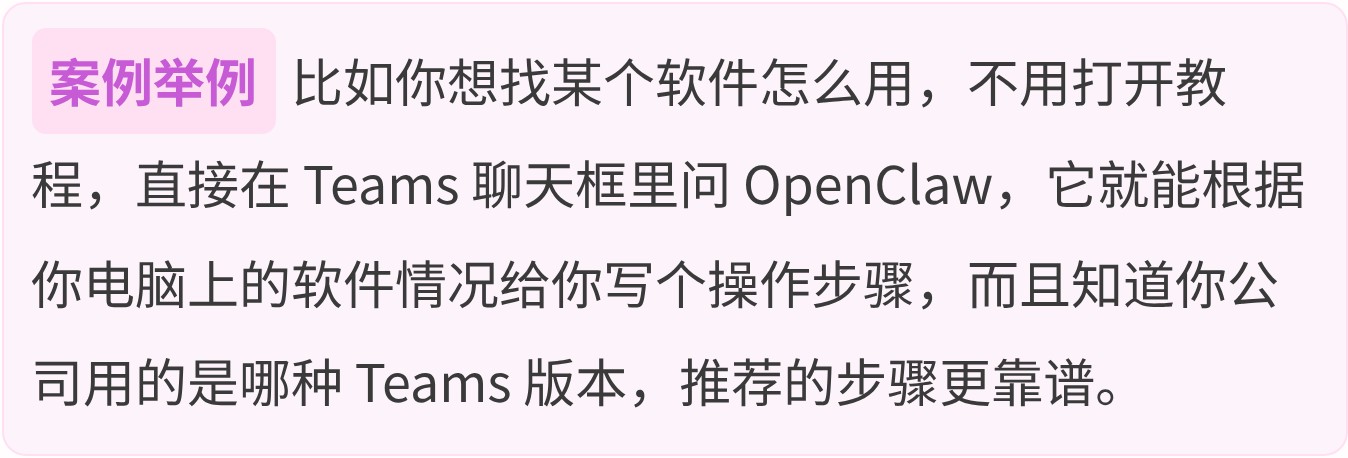 案例举例 比如你想找某个软件怎么用，不用打开教
程，直接在 Teams 聊天框里问 OpenClaw，它就能根据
你电脑上的软件情况给你写个操作步骤，而且知道你公
司用的是哪种 Teams 版本，推荐的步骤更靠谱。